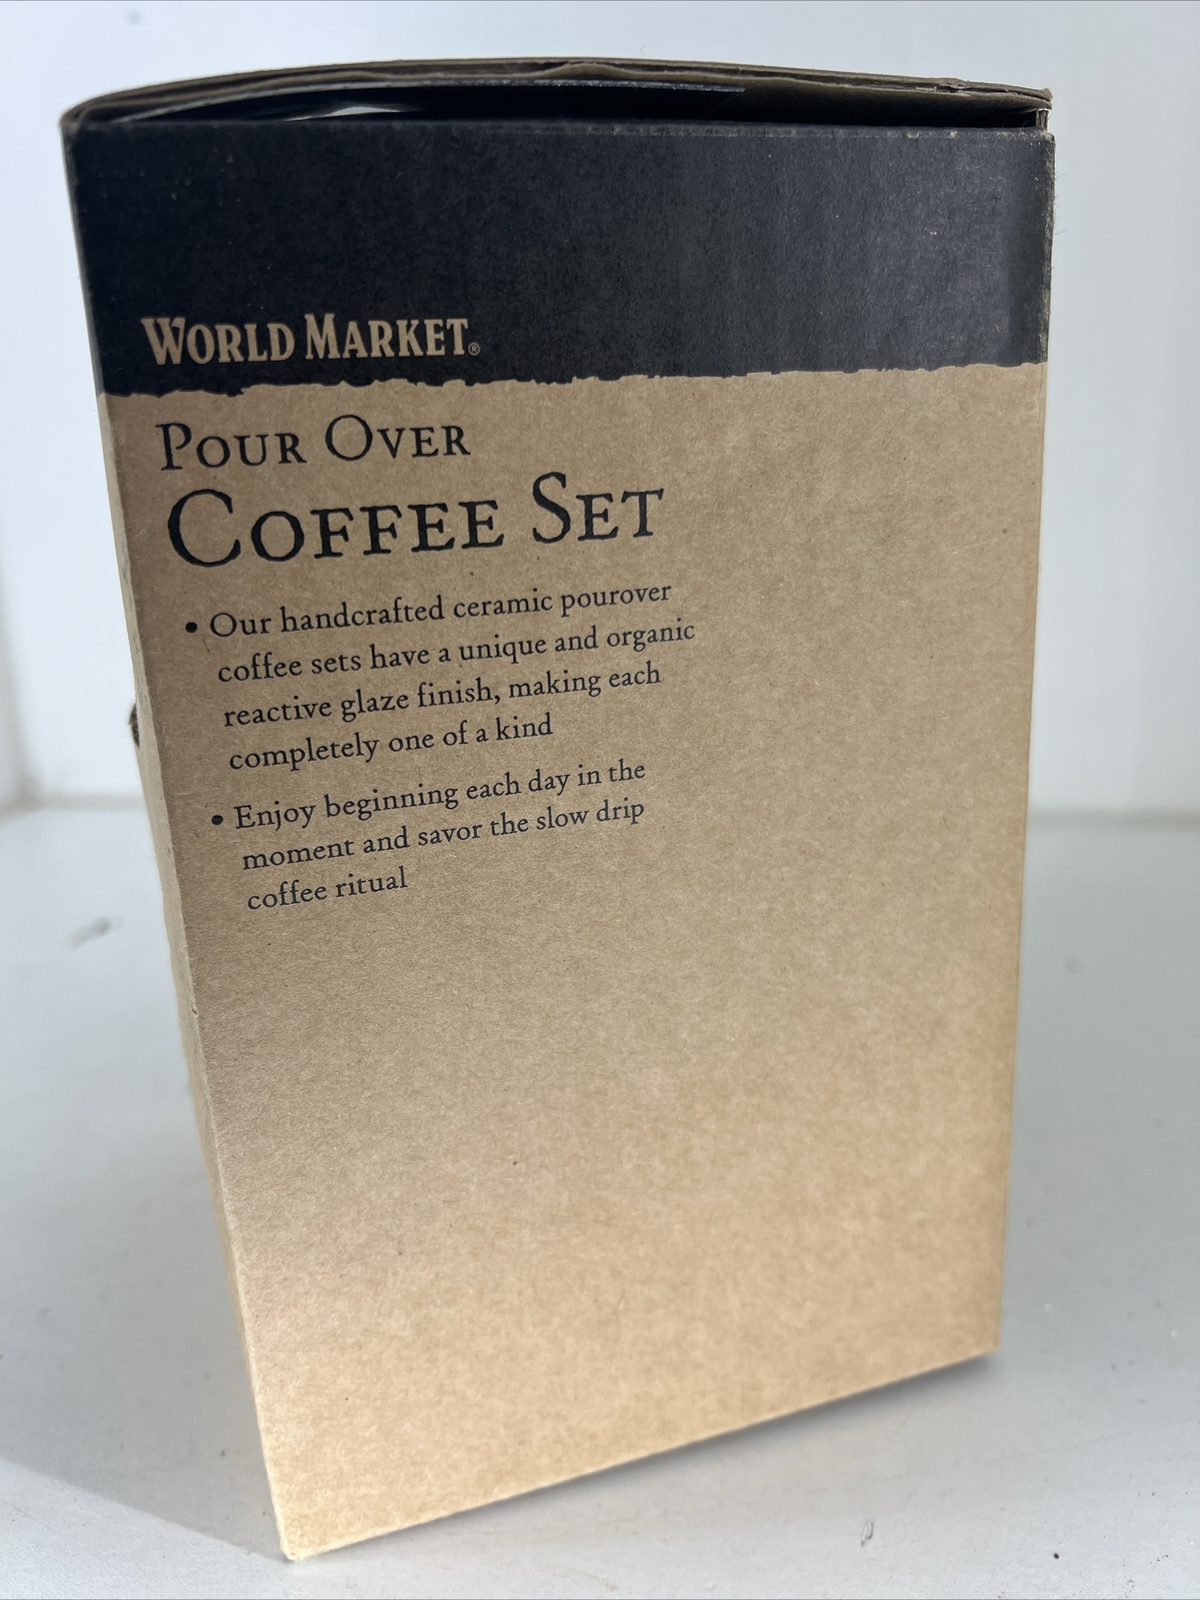 WORLD MARKET®
POUR OVER
COFFEE SET
• Our handcrafted ceramic pourover
coffee sets have a unique and organic
reactive glaze finish, making each
completely one of a kind
• Enjoy beginning each day in the
moment and savor the slow drip
coffee ritual